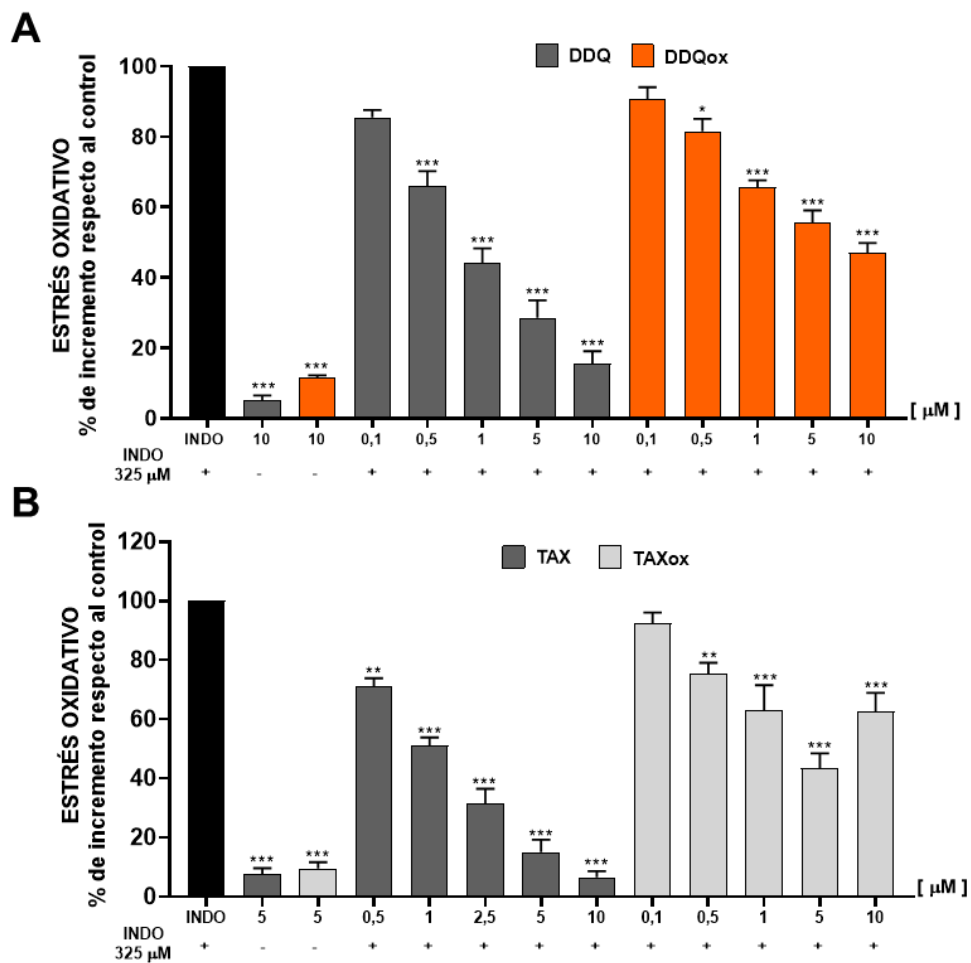 A
DDQ DDQox
ESTRÉS OXIDATIVO
% de incremento respecto al control
100
80
60
40
20
0
*** *** *** *** *** *** * *** *** ***
INDO 10 10 0,1 0,5 1 5 10 0,1 0,5 1 5 10 [ µM]
INDO
325 µM + - - + + + + + + + + + +
B
TAX TAXox
ESTRÉS OXIDATIVO
% de incremento respecto al control
120
100
80
60
40
20
0
*** *** ** *** *** *** *** ** *** *** ***
INDO 5 5 0,5 1 2,5 5 10 0,1 0,5 1 5 10 [ µM ]
INDO
325 µM + - - + + + + + + + + + +